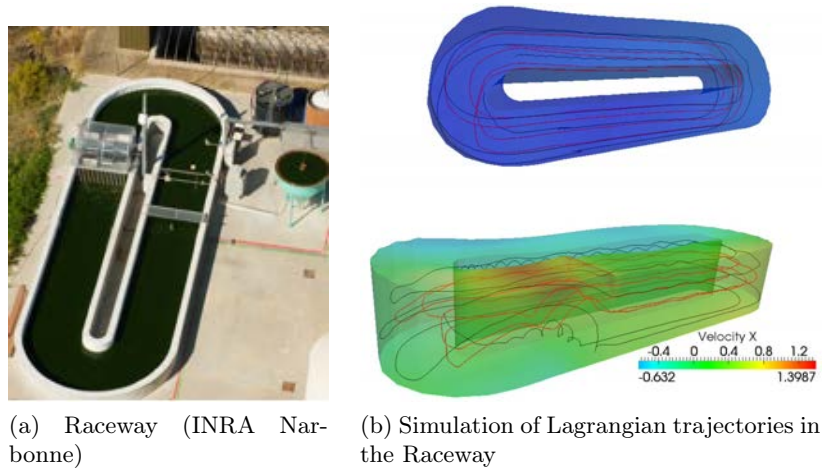 Velocity X
-0.4 0 0.4 0.8 1.2
-0.632 1.3987
(a) Raceway (INRA Nar-
bonne)
(b) Simulation of Lagrangian trajectories in
the Raceway